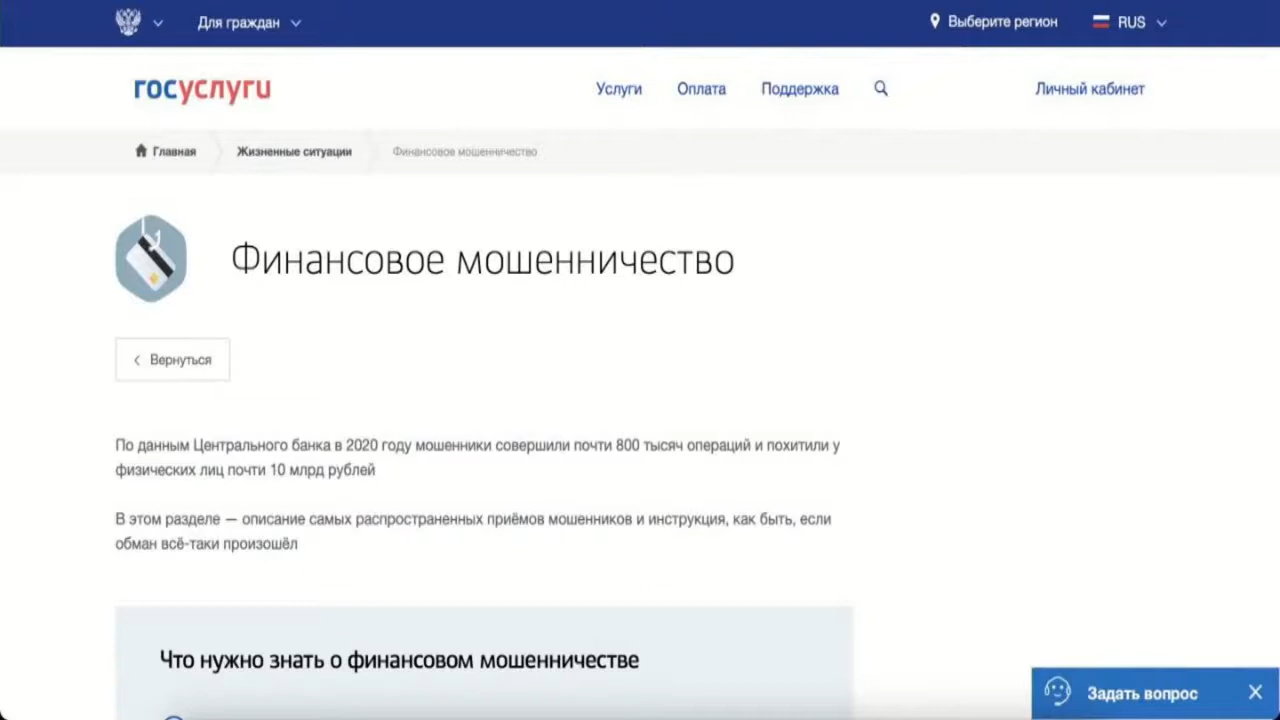 Для граждан
Выберите регион
RUS
госуслуги
Услуги
Оплата
Поддержка
Личный кабинет
Главная
Жизненные ситуации
Финансовое мошенничество
Финансовое мошенничество
Вернуться
По данным Центрального банка в 2020 году мошенники совершили почти 800 тысяч операций и похитили у
физических лиц почти 10 млрд рублей
В этом разделе — описание самых распространенных приёмов мошенников и инструкция, как быть, если
обман всё-таки произошёл
Что нужно знать о финансовом мошенничестве
Задать вопрос